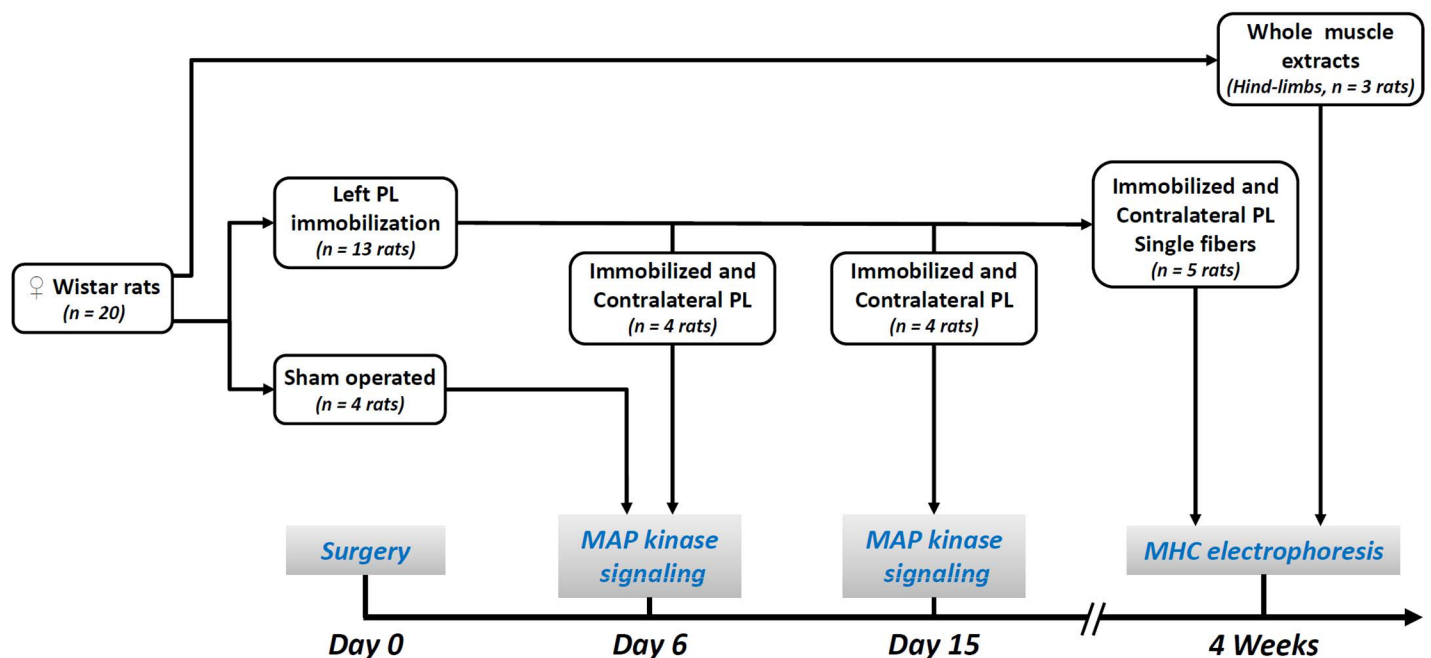 Whole muscle
extracts
(Hind-limbs, n = 3 rats)
Left PL
immobilization
(n = 13 rats)
Immobilized and
Contralateral PL
Single fibers
(n = 5 rats)
♀ Wistar rats
(n = 20)
Immobilized and
Contralateral PL
(n = 4 rats)
Immobilized and
Contralateral PL
(n = 4 rats)
Sham operated
(n = 4 rats)
Surgery
MAP kinase
signaling
MAP kinase
signaling
MHC electrophoresis
Day 0
Day 6
Day 15
4 Weeks